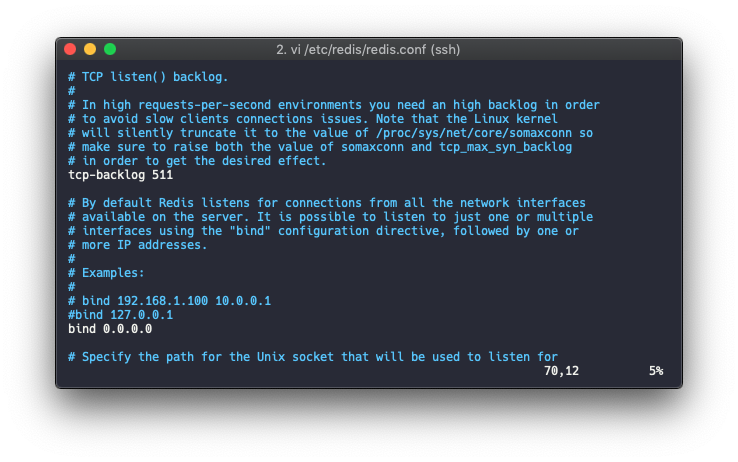 2. vi /etc/redis/redis.conf (ssh)
# TCP listen() backlog.
#
# In high requests-per-second environments you need an high backlog in order
# to avoid slow clients connections issues. Note that the Linux kernel
# will silently truncate it to the value of /proc/sys/net/core/somaxconn so
# make sure to raise both the value of somaxconn and tcp_max_syn_backlog
# in order to get the desired effect.
tcp-backlog 511
# By default Redis listens for connections from all the network interfaces
# available on the server. It is possible to listen to just one or multiple
# interfaces using the "bind" configuration directive, followed by one or
# more IP addresses.
#
# Examples:
#
# bind 192.168.1.100 10.0.0.1
#bind 127.0.0.1
bind 0.0.0.0
# Specify the path for the Unix socket that will be used to listen for
70,12 5%